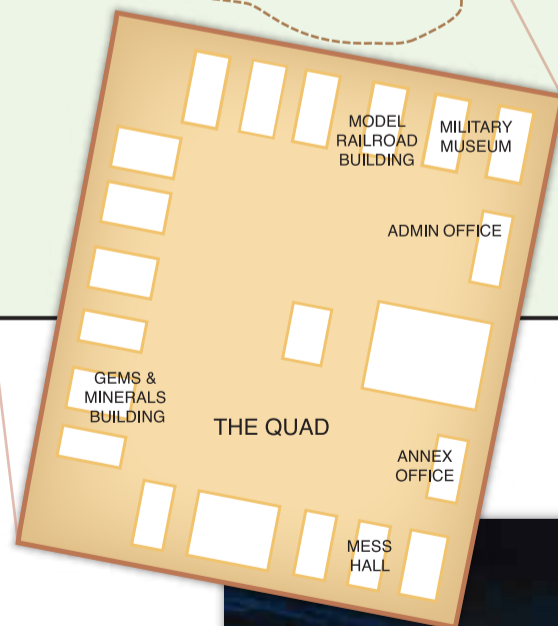 MODEL
RAILROAD
BUILDING
MILITARY
MUSEUM
ADMIN OFFICE
GEMS &
MINERALS
BUILDING
THE QUAD
ANNEX
OFFICE
MESS
HALL